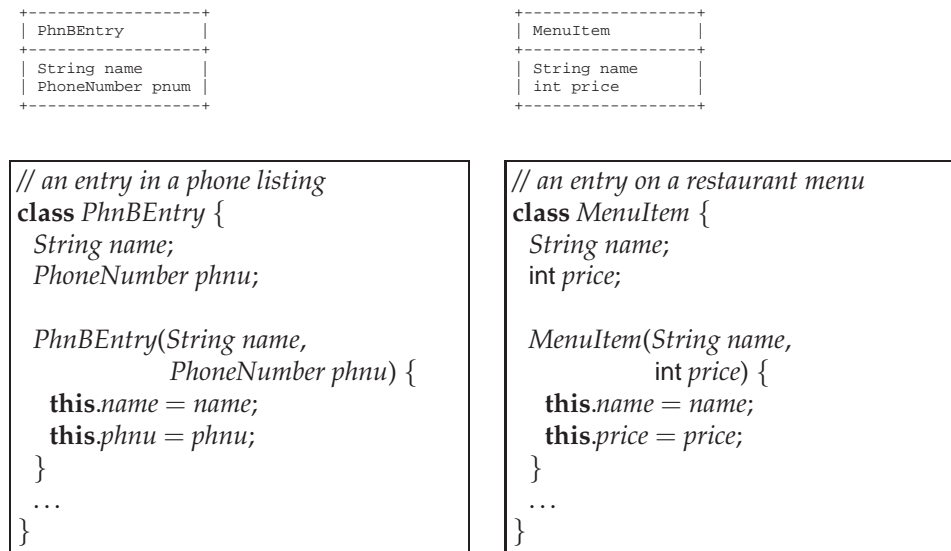 +------------------+
| PhnBEntry        |
+------------------+
| String name      |
| PhoneNumber pnum |
+------------------+
+------------------+
| MenuItem         |
+------------------+
| String name      |
| int price        |
+------------------+
// an entry in a phone listing
class PhnBEntry {
String name;
PhoneNumber phnu;
PhnBEntry(String name,
PhoneNumber phnu) {
this.name = name;
this.phnu = phnu;
}
...
}
// an entry on a restaurant menu
class MenuItem {
String name;
int price;
MenuItem(String name,
int price) {
this.name = name;
this.price = price;
}
...
}